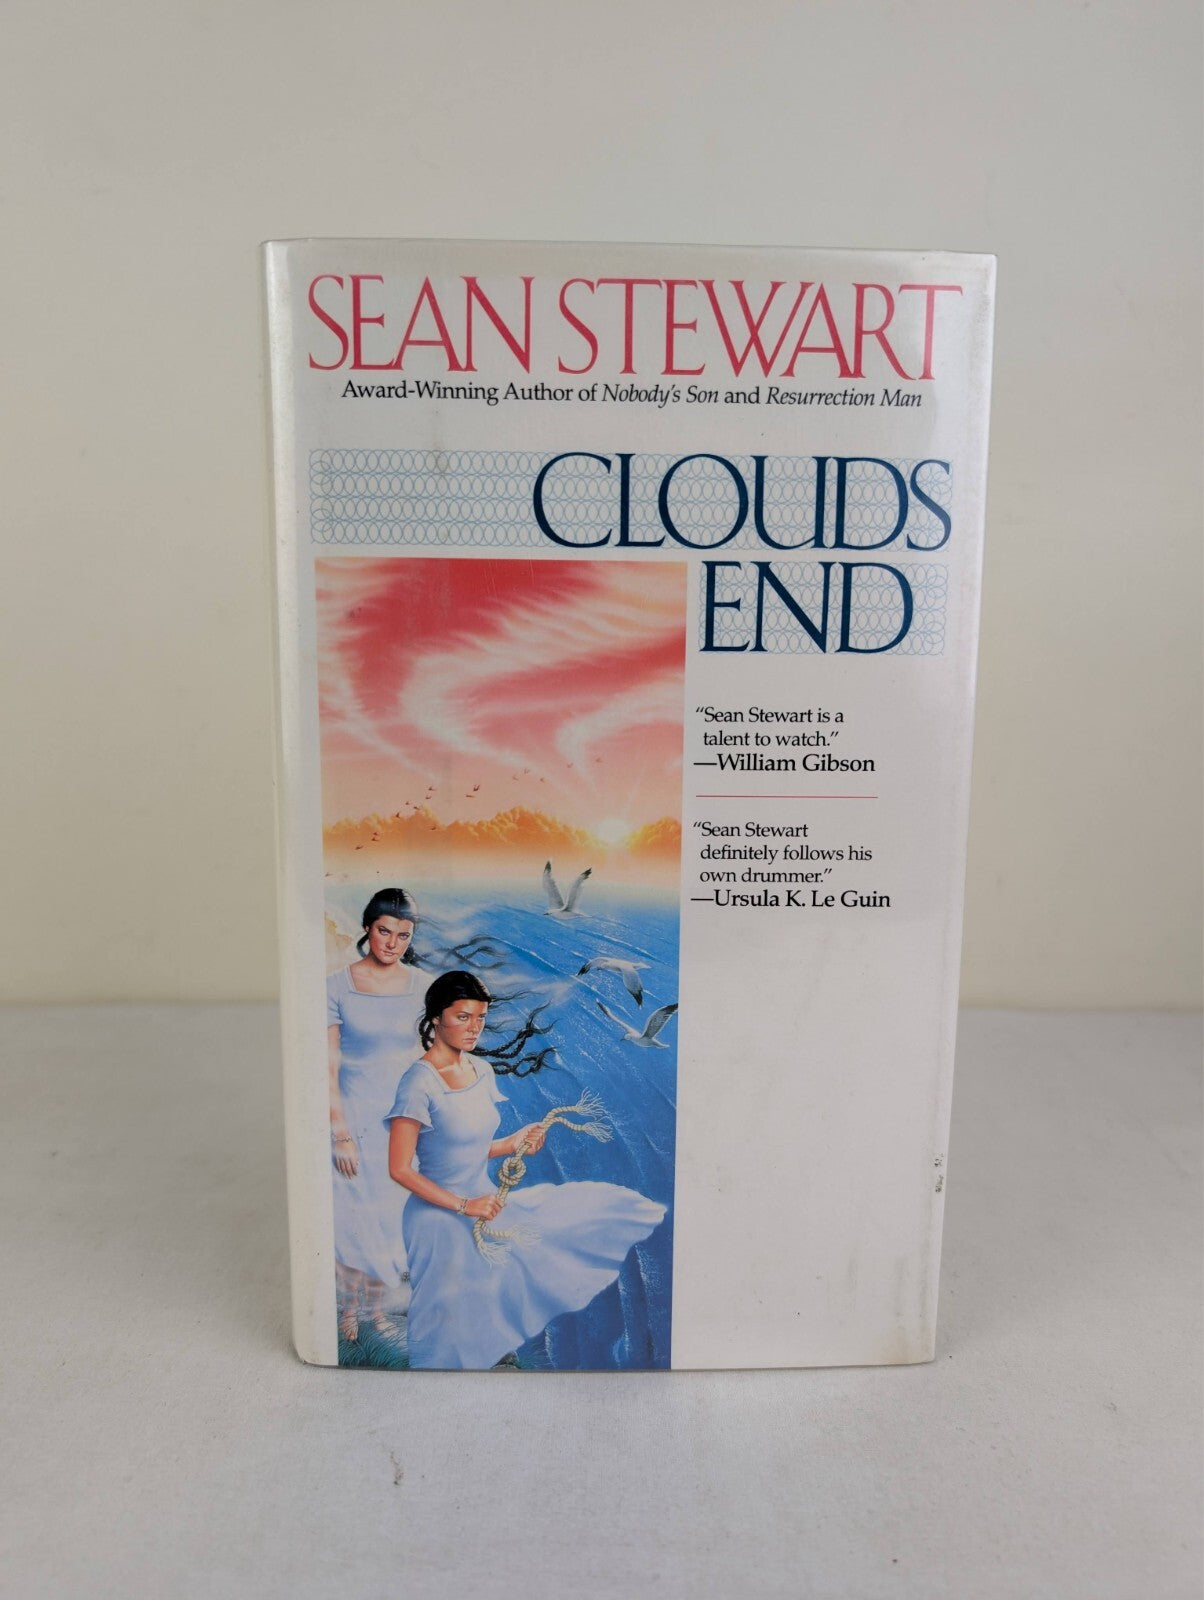 SEAN STEWART
Award-Winning Author of Nobody's Son and Resurrection Man
CLOUDS
END
“Sean Stewart is a
talent to watch.”
—William Gibson
“Sean Stewart
definitely follows his
own drummer.”
—Ursula K. Le Guin